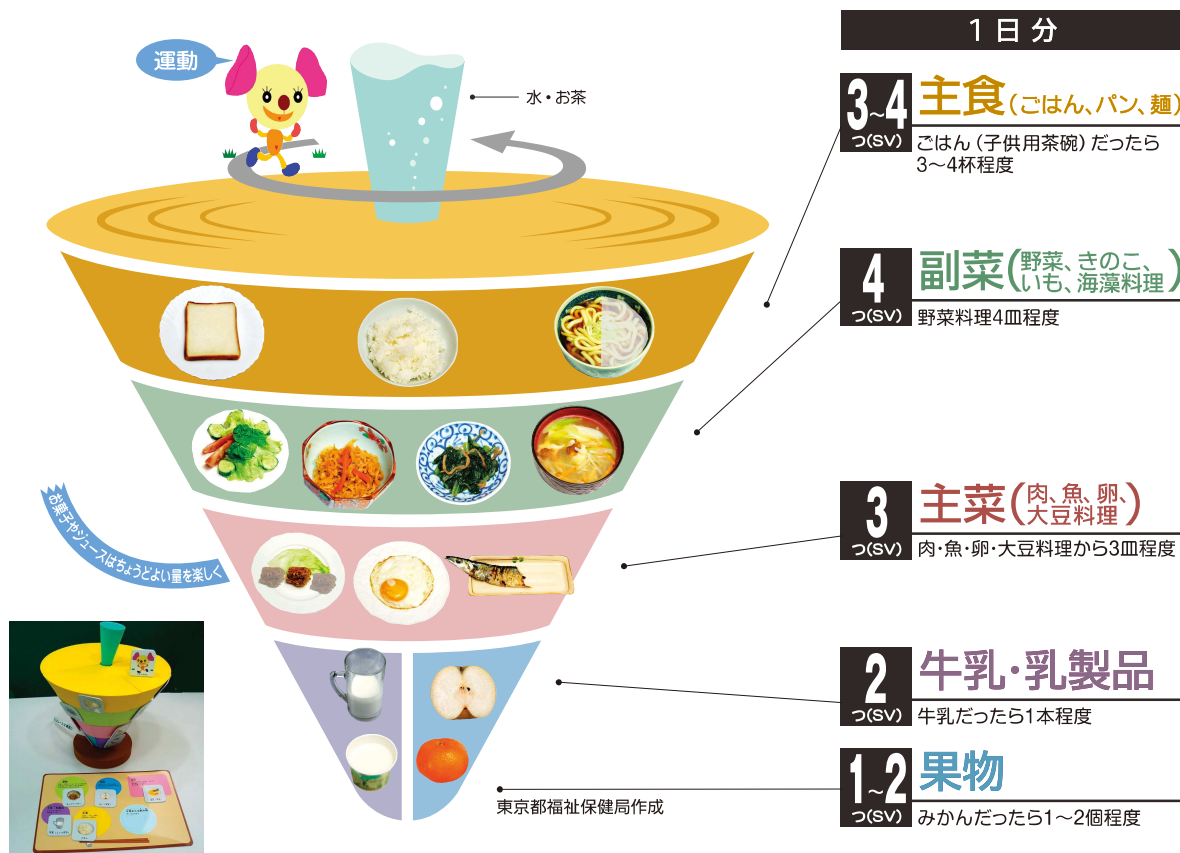 運動
水・お茶
1日分
3~4
つ(SV)
主食(ごはん、パン、麺)
ごはん(子供用茶碗)だったら
3~4杯程度
4
つ(SV)
副菜(野菜、きのこ、
いも、海藻料理)
野菜料理4皿程度
3
つ(SV)
主菜(肉、魚、卵、
大豆料理)
肉・魚・卵・大豆料理から3皿程度
お菓子やジュースはちょうどよい量を楽しく
2
つ(SV)
牛乳・乳製品
牛乳だったら1本程度
1~2
つ(SV)
果物
みかんだったら1~2個程度
東京都福祉保健局作成